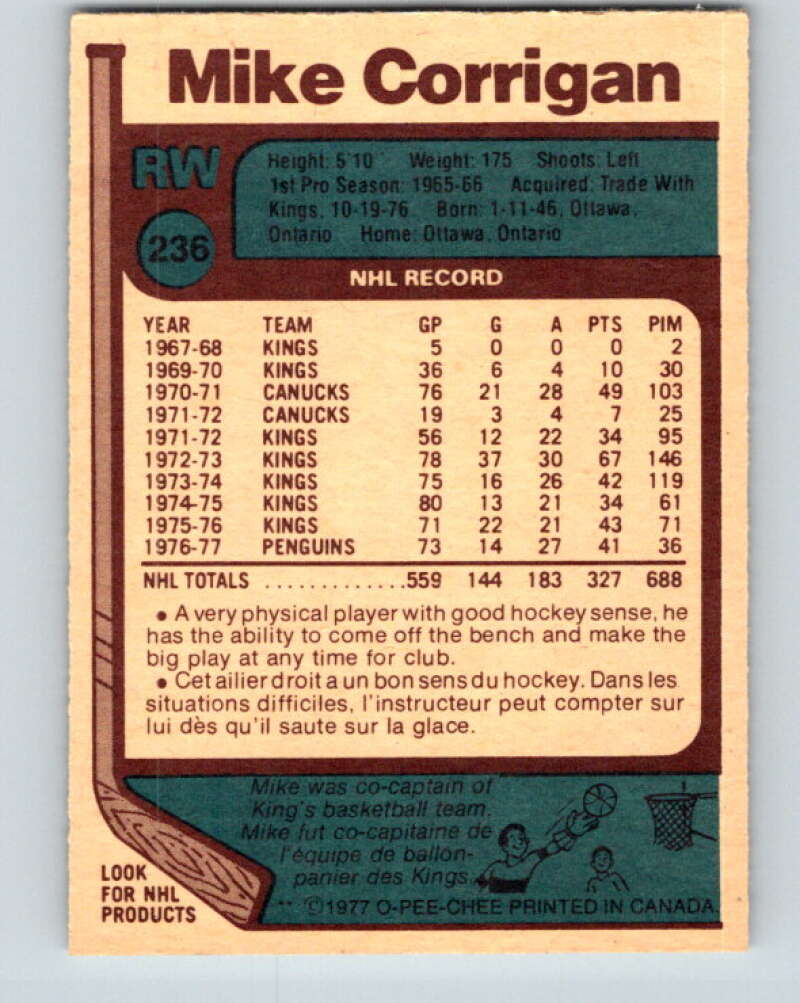 Mike Corrigan
RW
236
Height: 5'10" Weight: 175 Shoots: Left
1st Pro Season: 1965-66 Acquired: Trade With
Kings, 10-19-76 Born: 1-11-46, Ottawa,
Ontario Home: Ottawa, Ontario
NHL RECORD
YEAR TEAM GP G A PTS PIM
1967-68 KINGS 5 0 0 0 2
1969-70 KINGS 36 6 4 10 30
1970-71 CANUCKS 76 21 28 49 103
1971-72 CANUCKS 19 3 4 7 25
1971-72 KINGS 56 12 22 34 95
1972-73 KINGS 78 37 30 67 146
1973-74 KINGS 75 16 26 42 119
1974-75 KINGS 80 13 21 34 61
1975-76 KINGS 71 22 21 43 71
1976-77 PENGUINS 73 14 27 41 36
NHL TOTALS .............559 144 183 327 688
• A very physical player with good hockey sense, he
has the ability to come off the bench and make the
big play at any time for club.
• Cet ailier droit a un bon sens du hockey. Dans les
situations difficiles, l'instructeur peut compter sur
lui dès qu'il saute sur la glace.
Mike was co-captain of
King's basketball team.
Mike fut co-capitaine de
l'équipe de ballon-
panier des Kings.
LOOK
FOR NHL
PRODUCTS
** ©1977 O-PEE-CHEE PRINTED IN CANADA.